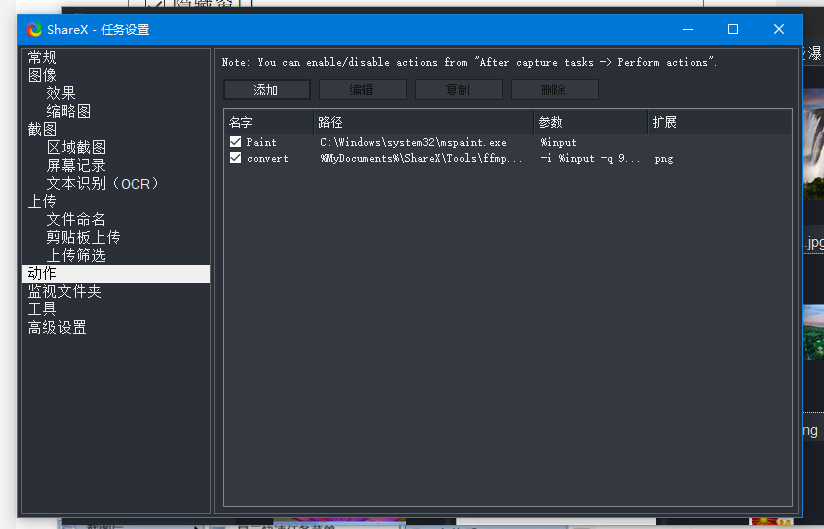 ShareX - 任务设置
常规
图像
效果
缩略图
截图
区域截图
屏幕记录
文本识别（OCR）
上传
文件命名
剪贴板上传
上传筛选
动作
监视文件夹
工具
高级设置
Note: You can enable/disable actions from "After capture tasks -> Perform actions".
添加 编辑 复制 删除
名字 路径 参数 扩展
Paint C:\Windows\system32\mspaint.exe %input
convert %MyDocuments%\ShareX\Tools\ffmp... -i %input -q 9... png
瀑
.jpg
ng